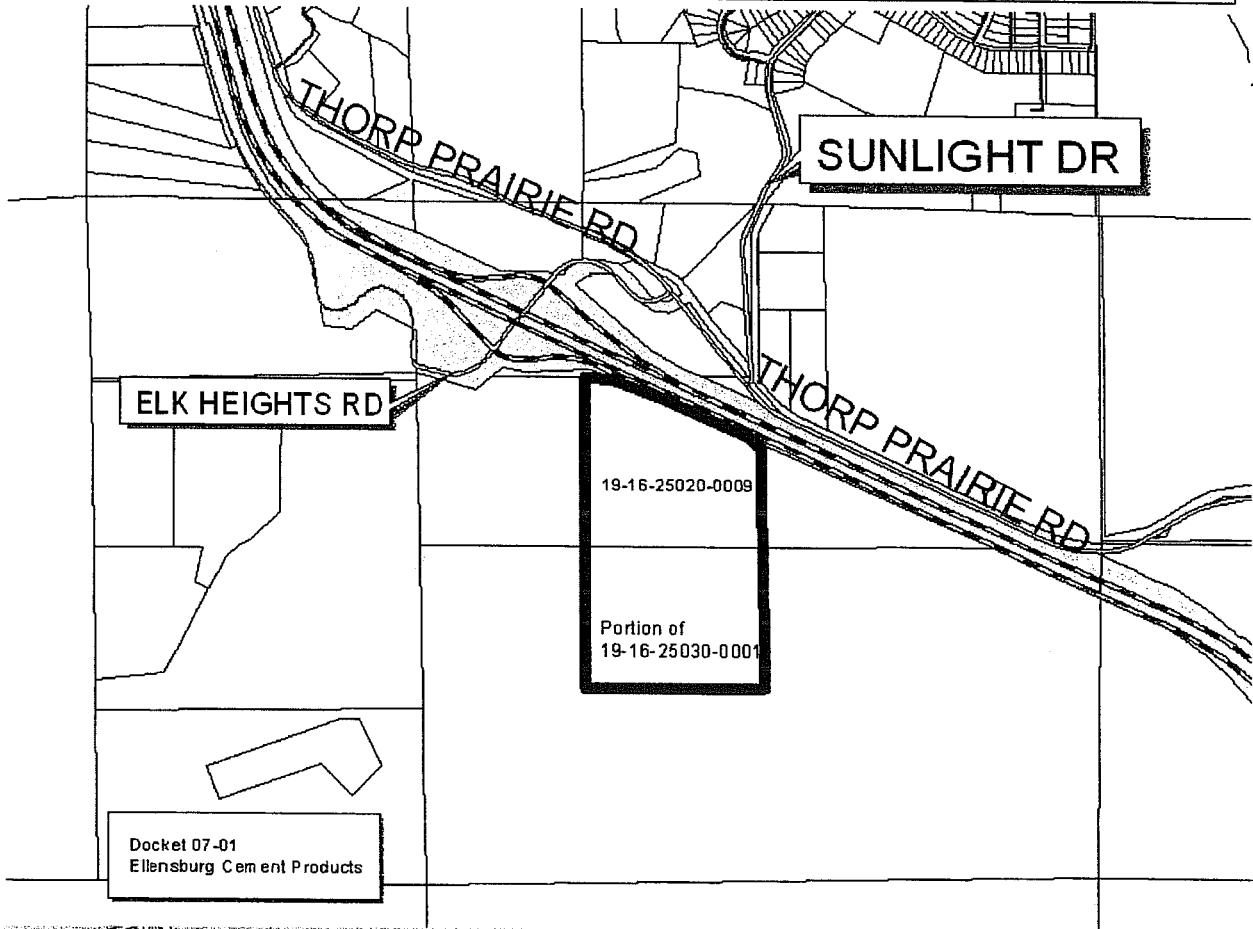 THORP PRAIRIE RD
SUNLIGHT DR
ELK HEIGHTS RD
THORP PRAIRIE RD
19-16-25020-0009
Portion of
19-16-25030-0001
Docket 07-01
Ellensburg Cement Products